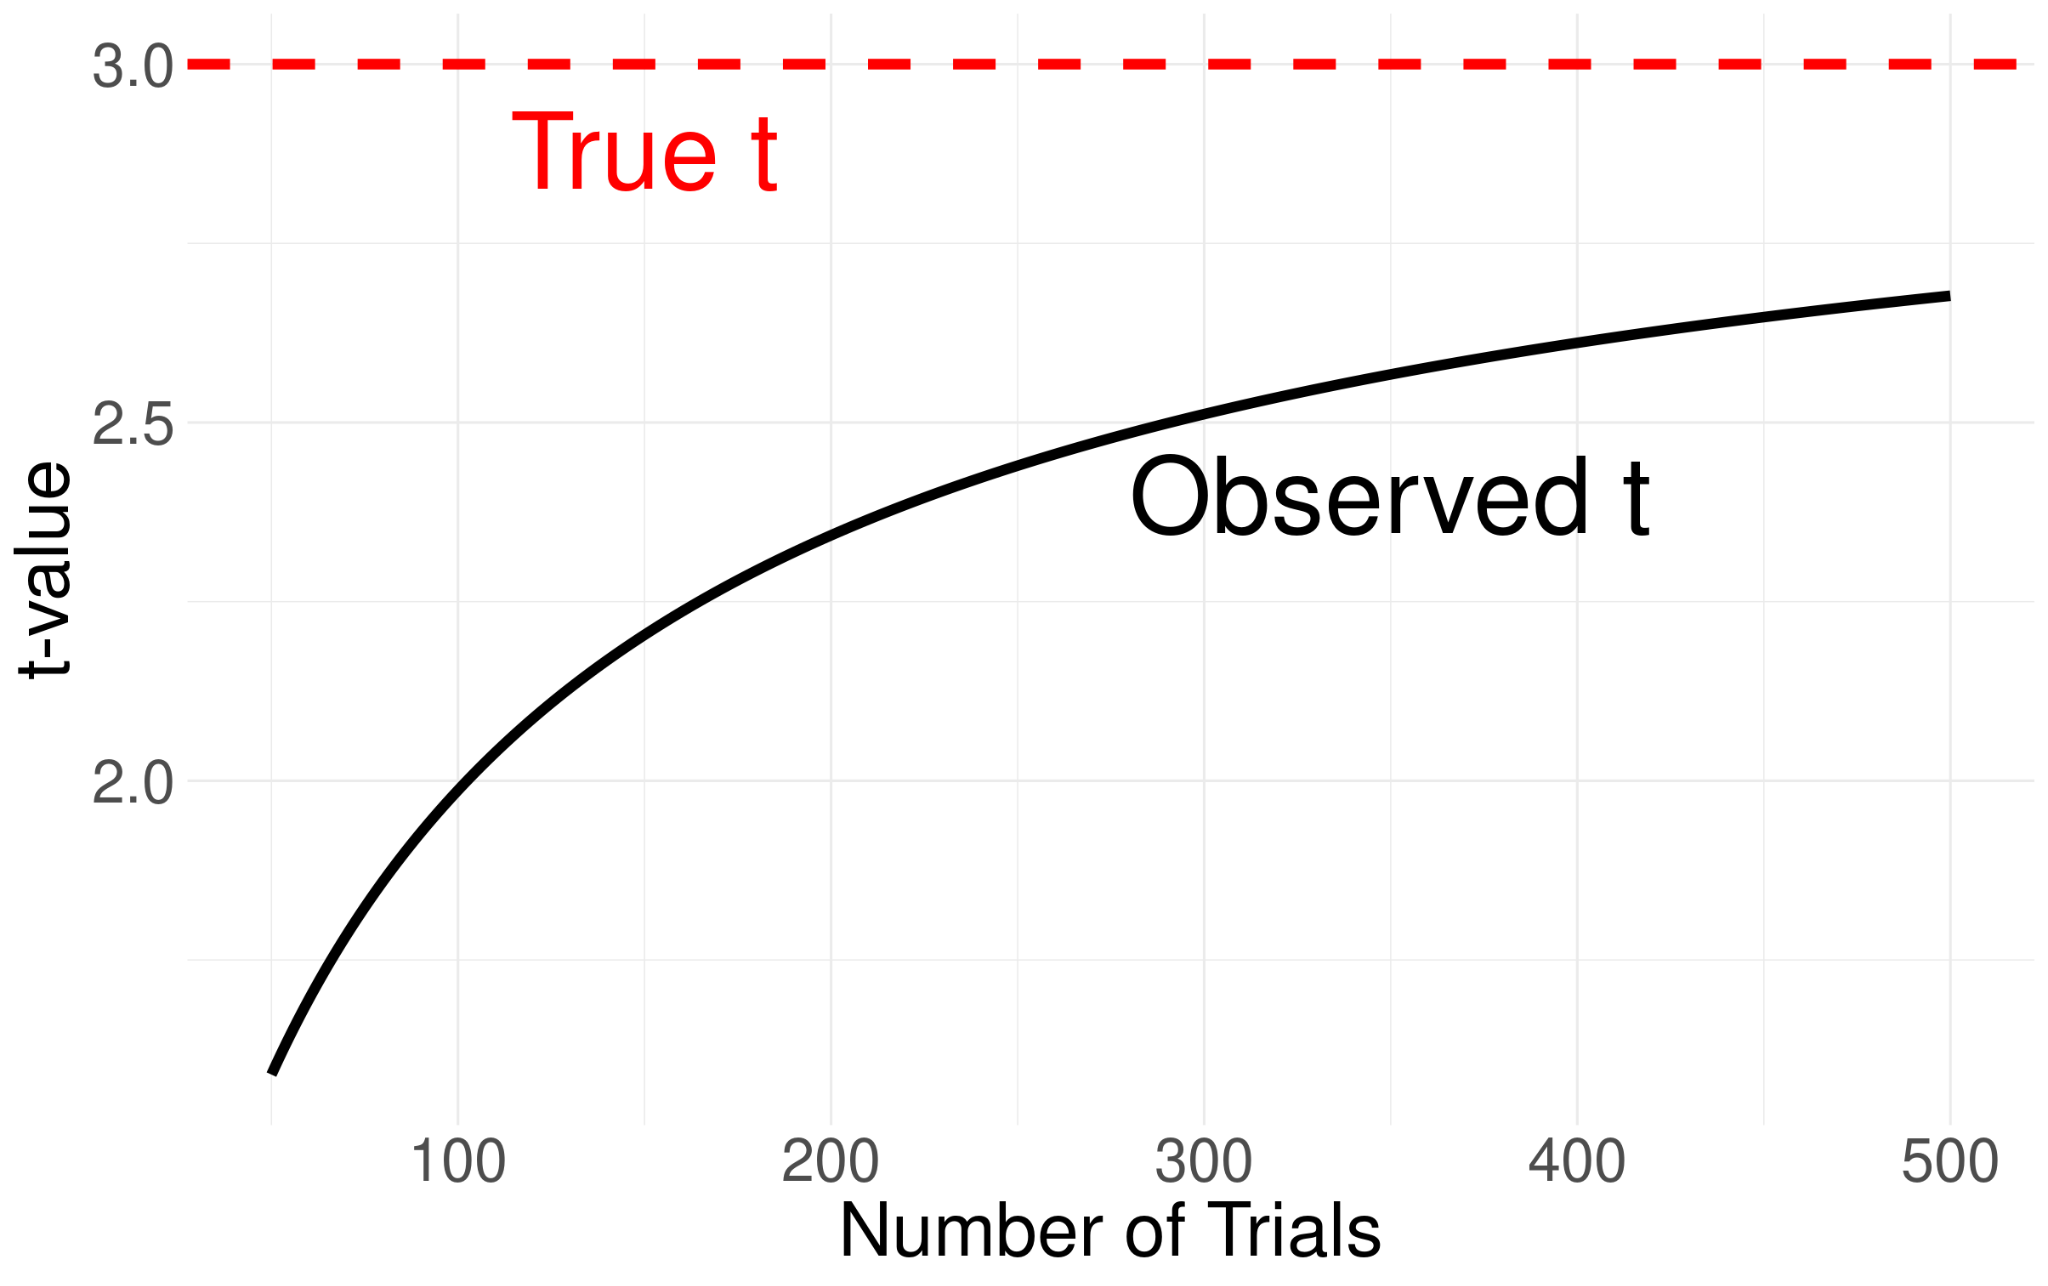 3.0
True t
2.5
Observed t
t-value
2.0
100 200 300 400 500
Number of Trials